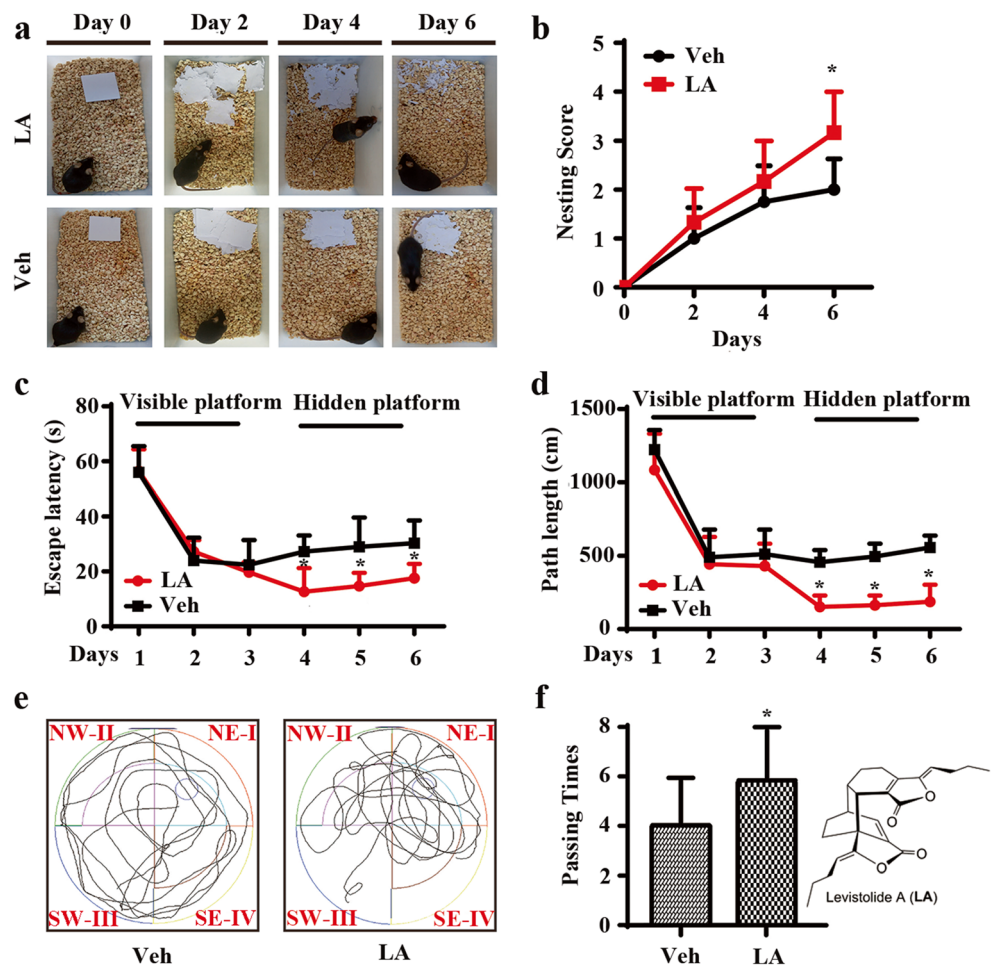 a
Day 0 Day 2 Day 4 Day 6
LA
Veh
b
5
4
3
2
1
0
Nesting Score
Veh
LA
*
0 2 4 6
Days
c
80
60
40
20
0
Escape latency (s)
Visible platform Hidden platform
* * *
LA
Veh
Days 1 2 3 4 5 6
d
1500
1000
500
0
Path length (cm)
Visible platform Hidden platform
* * *
LA
Veh
Days 1 2 3 4 5 6
e
NW-II NE-I
SW-III SE-IV
Veh
NW-II NE-I
SW-III SE-IV
LA
f
8
6
4
2
0
Passing Times
*
Veh LA
O
O
O
O
Levistolide A (LA)